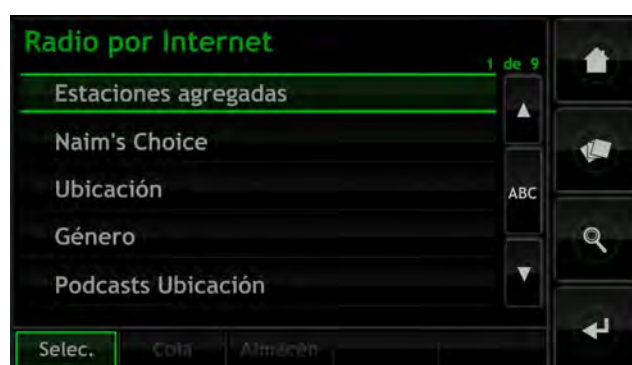 Radio por Internet
1 de 9
Estaciones agregadas
Naim's Choice
Ubicación
ABC
Género
Podcasts Ubicación
Selec. Cola Almacén